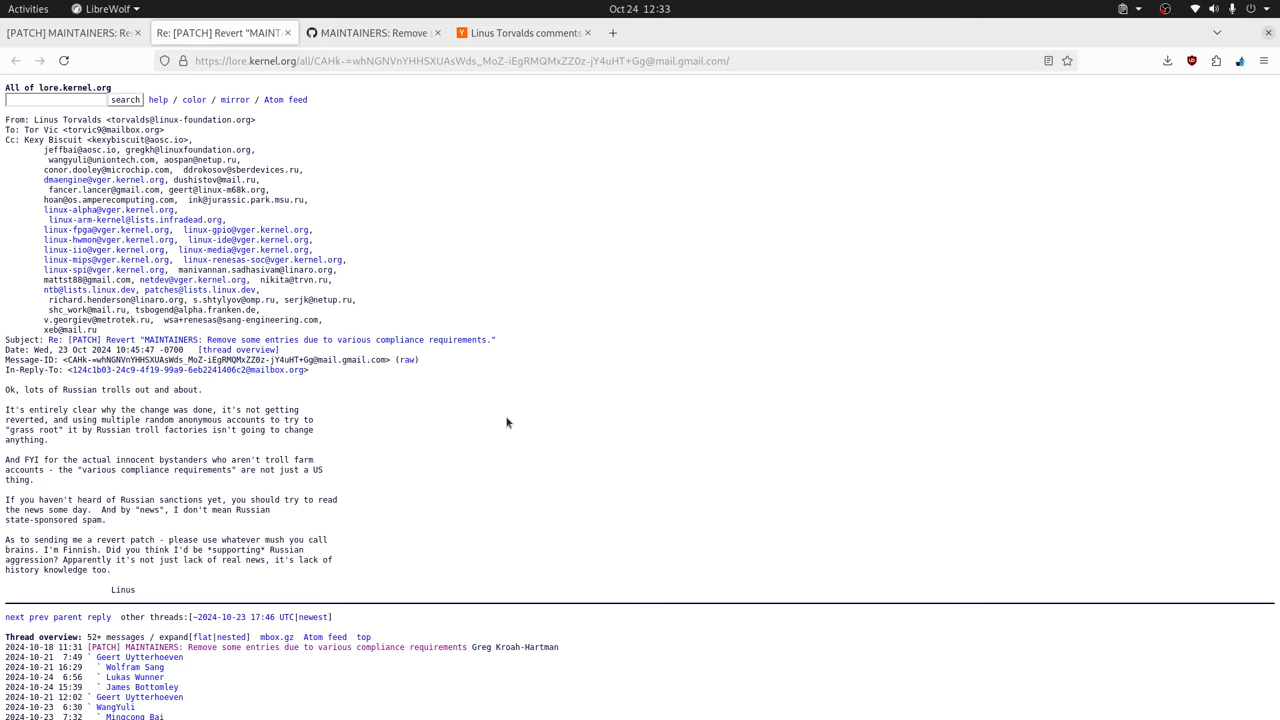 Activities LibreWolf Oct 24 12:33
[PATCH] MAINTAINERS: Re Re: [PATCH] Revert "MAINT MAINTAINERS: Remove s Linus Torvalds comments
https://lore.kernel.org/all/CAHk-=whNGNVnYHHSXUAsWds_MoZ-iEgRMQMxZZ0z-jY4uHT+Gg@mail.gmail.com/
All of lore.kernel.org
search help / color / mirror / Atom feed
From: Linus Torvalds <torvalds@linux-foundation.org>
To: Tor Vic <torvic9@mailbox.org>
Cc: Kexy Biscuit <kexybiscuit@aosc.io>,
jeffbai@aosc.io, gregkh@linuxfoundation.org,
wangyuli@uniontech.com, aospan@netup.ru,
conor.dooley@microchip.com, ddrokosov@sberdevices.ru,
dmaengine@vger.kernel.org, dushistov@mail.ru,
fancer.lancer@gmail.com, geert@linux-m68k.org,
hoan@os.amperecomputing.com, ink@jurassic.park.msu.ru,
linux-alpha@vger.kernel.org,
linux-arm-kernel@lists.infradead.org,
linux-fpga@vger.kernel.org, linux-gpio@vger.kernel.org,
linux-hwmon@vger.kernel.org, linux-ide@vger.kernel.org,
linux-iio@vger.kernel.org, linux-media@vger.kernel.org,
linux-mips@vger.kernel.org, linux-renesas-soc@vger.kernel.org,
linux-spi@vger.kernel.org, manivannan.sadhasivam@linaro.org,
mattst88@gmail.com, netdev@vger.kernel.org, nikita@trvn.ru,
ntb@lists.linux.dev, patches@lists.linux.dev,
richard.henderson@linaro.org, s.shtylyov@omp.ru, serjk@netup.ru,
shc_work@mail.ru, tsbogend@alpha.franken.de,
v.georgiev@metrotek.ru, wsa+renesas@sang-engineering.com,
xeb@mail.ru
Subject: Re: [PATCH] Revert "MAINTAINERS: Remove some entries due to various compliance requirements."
Date: Wed, 23 Oct 2024 10:45:47 -0700 [thread overview]
Message-ID: <CAHk-=whNGNVnYHHSXUAsWds_MoZ-iEgRMQMxZZ0z-jY4uHT+Gg@mail.gmail.com> (raw)
In-Reply-To: <124c1b03-24c9-4f19-99a9-6eb2241406c2@mailbox.org>
Ok, lots of Russian trolls out and about.
It's entirely clear why the change was done, it's not getting
reverted, and using multiple random anonymous accounts to try to
"grass root" it by Russian troll factories isn't going to change
anything.
And FYI for the actual innocent bystanders who aren't troll farm
accounts - the "various compliance requirements" are not just a US
thing.
If you haven't heard of Russian sanctions yet, you should try to read
the news some day.  And by "news", I don't mean Russian
state-sponsored spam.
As to sending me a revert patch - please use whatever mush you call
brains. I'm Finnish. Did you think I'd be *supporting* Russian
aggression? Apparently it's not just lack of real news, it's lack of
history knowledge too.
Linus
next prev parent reply other threads:[~2024-10-23 17:46 UTC|newest]
Thread overview: 52+ messages / expand[flat|nested] mbox.gz Atom feed top
2024-10-18 11:31 [PATCH] MAINTAINERS: Remove some entries due to various compliance requirements Greg Kroah-Hartman
2024-10-21 7:49 ` Geert Uytterhoeven
2024-10-21 16:29 ` Wolfram Sang
2024-10-24 6:56 ` Lukas Wunner
2024-10-24 15:39 ` James Bottomley
2024-10-21 12:02 ` Geert Uytterhoeven
2024-10-23 6:30 ` WangYuli
2024-10-23 7:32 ` Mingcong Bai